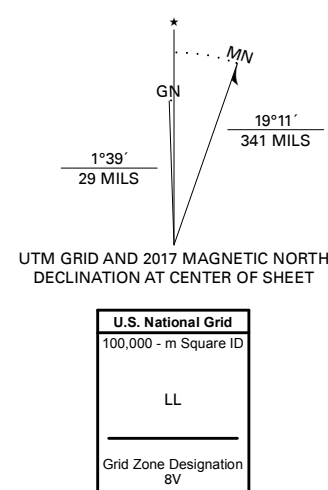 ★
MN
GN
19°11´
341 MILS
1°39´
29 MILS
UTM GRID AND 2017 MAGNETIC NORTH
DECLINATION AT CENTER OF SHEET
U.S. National Grid
100,000 - m Square ID
LL
Grid Zone Designation
8V